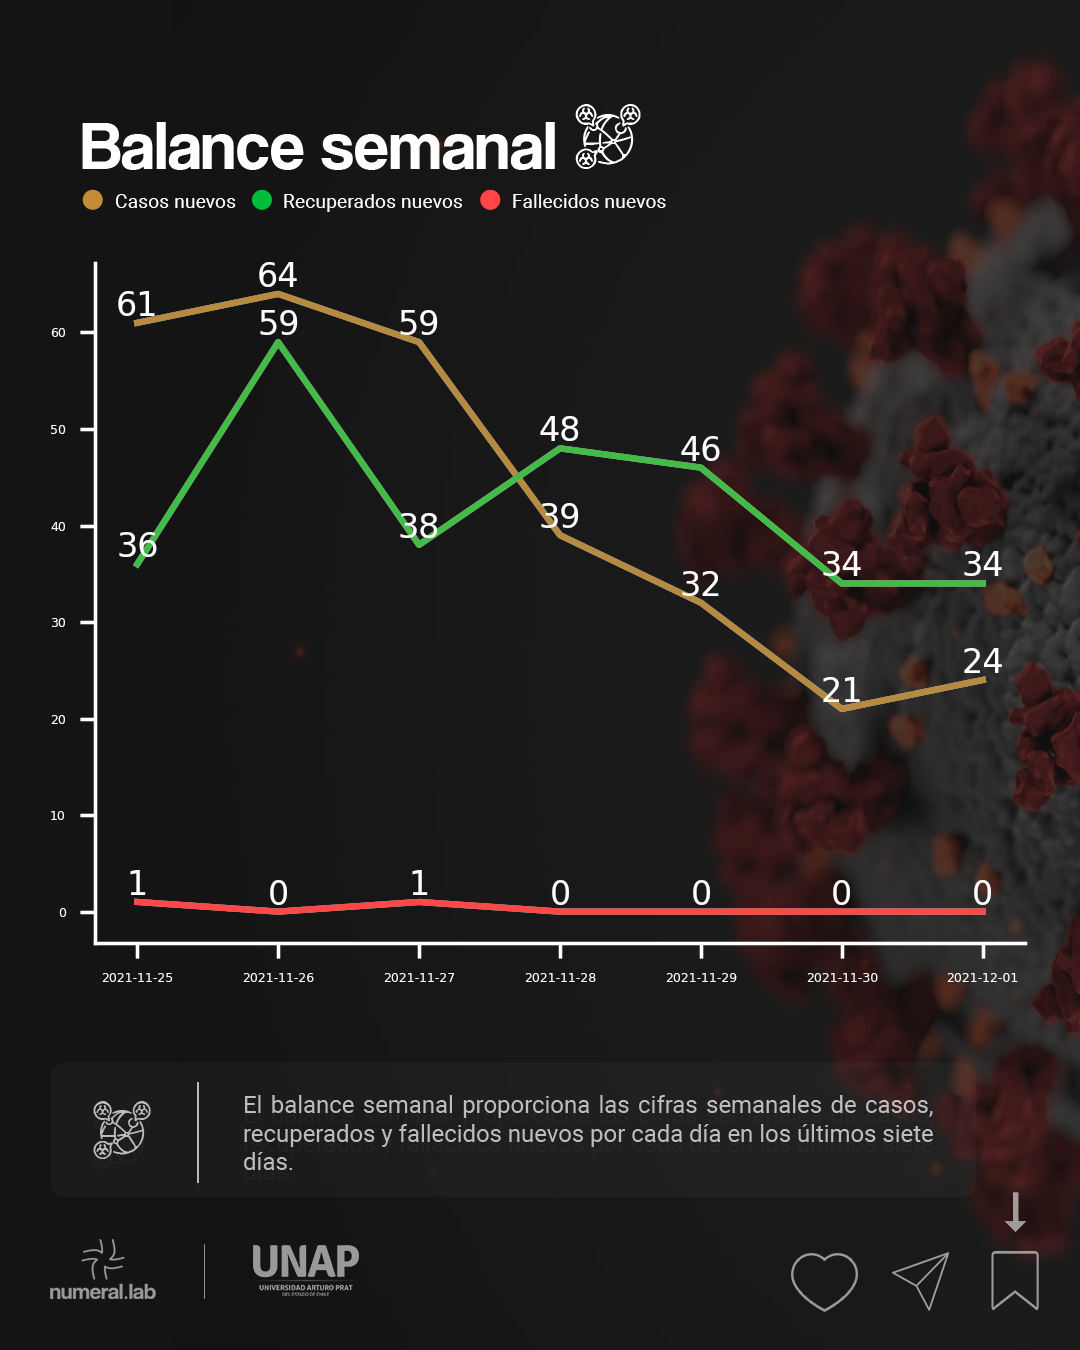 Balance semanal
Casos nuevos Recuperados nuevos Fallecidos nuevos
64
61
59 59
60
50
48
46
40
39
38
36
34 34
32
30
24
21
20
10
1 0 1 0 0 0 0
0
2021-11-25 2021-11-26 2021-11-27 2021-11-28 2021-11-29 2021-11-30 2021-12-01
El balance semanal proporciona las cifras semanales de casos,
recuperados y fallecidos nuevos por cada día en los últimos siete
días.
numeral.lab
UNAP
UNIVERSIDAD ARTURO PRAT
DEL ESTADO DE CHILE